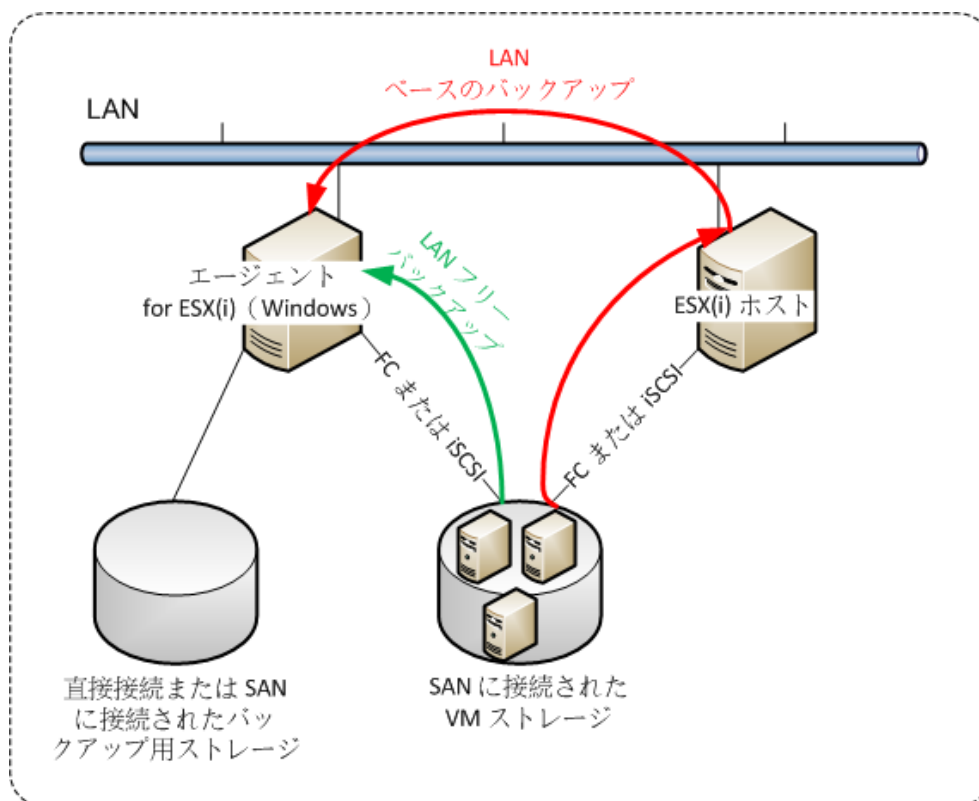 LAN
ベースのバックアップ
LAN
LAN フリー
バックアップ
エージェント
for ESX(i)（Windows）
ESX(i) ホスト
FC または iSCSI
FC または iSCSI
直接接続または SAN
に接続されたバッ
クアップ用ストレージ
SAN に接続された
VM ストレージ